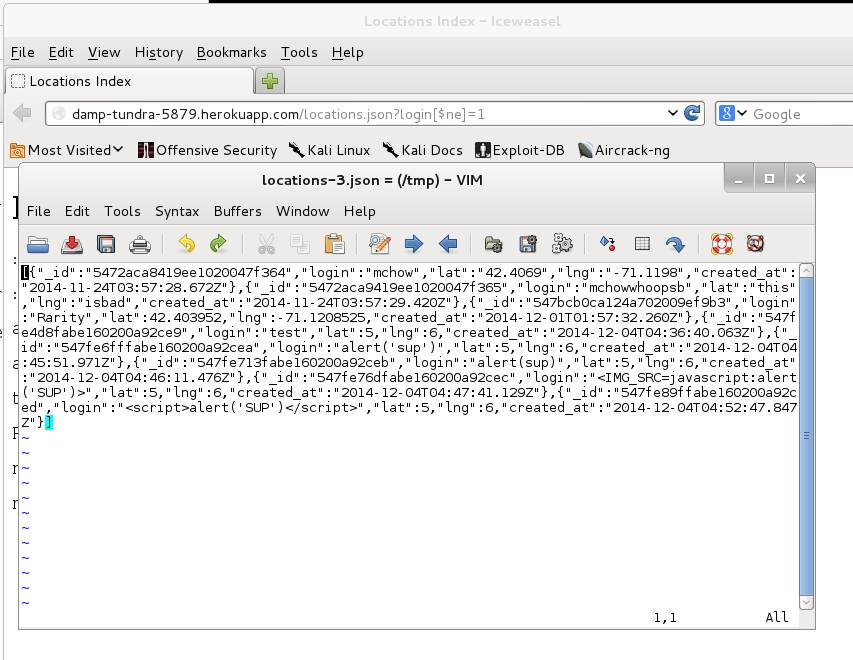 Locations Index - Iceweasel
File Edit View History Bookmarks Tools Help
Locations Index
damp-tundra-5879.herokuapp.com/locations.json?login[$ne]=1
8 Google
Most Visited Offensive Security Kali Linux Kali Docs Exploit-DB Aircrack-ng
locations-3.json = (/tmp) - VIM
File Edit Tools Syntax Buffers Window Help
[{"_id":"5472aca8419ee1020047f364","login":"mchow","lat":"42.4069","lng":"-71.1198","created_at":
"2014-11-24T03:57:28.672Z"},{"_id":"5472aca9419ee1020047f365","login":"mchowwhoopsb","lat":"this"
,"lng":"isbad","created_at":"2014-11-24T03:57:29.420Z"},{"_id":"547bcb0ca124a702009ef9b3","login"
:"Rarity","lat":42.403952,"lng":-71.1208525,"created_at":"2014-12-01T01:57:32.260Z"},{"_id":"547f
e4d8fabe160200a92ce9","login":"test","lat":5,"lng":6,"created_at":"2014-12-04T04:36:40.063Z"},{"_
id":"547fe6fffabe160200a92cea","login":"alert('sup')","lat":5,"lng":6,"created_at":"2014-12-04T04
:45:51.971Z"},{"_id":"547fe713fabe160200a92ceb","login":"alert(sup)","lat":5,"lng":6,"created_at"
:"2014-12-04T04:46:11.476Z"},{"_id":"547fe76dfabe160200a92cec","login":"<IMG_SRC=javascript:alert
('SUP')>","lat":5,"lng":6,"created_at":"2014-12-04T04:47:41.129Z"},{"_id":"547fe89ffabe160200a92c
ed","login":"<script>alert('SUP')</script>","lat":5,"lng":6,"created_at":"2014-12-04T04:52:47.847
Z"}]
~
~
~
~
~
~
~
~
~
~
~
~
1,1 All